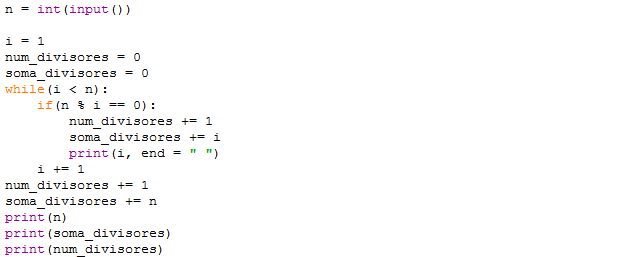 n = int(input())

i = 1
num_divisores = 0
soma_divisores = 0
while(i < n):
    if(n % i == 0):
        num_divisores += 1
        soma_divisores += i
        print(i, end = " ")
    i += 1
num_divisores += 1
soma_divisores += n
print(n)
print(soma_divisores)
print(num_divisores)